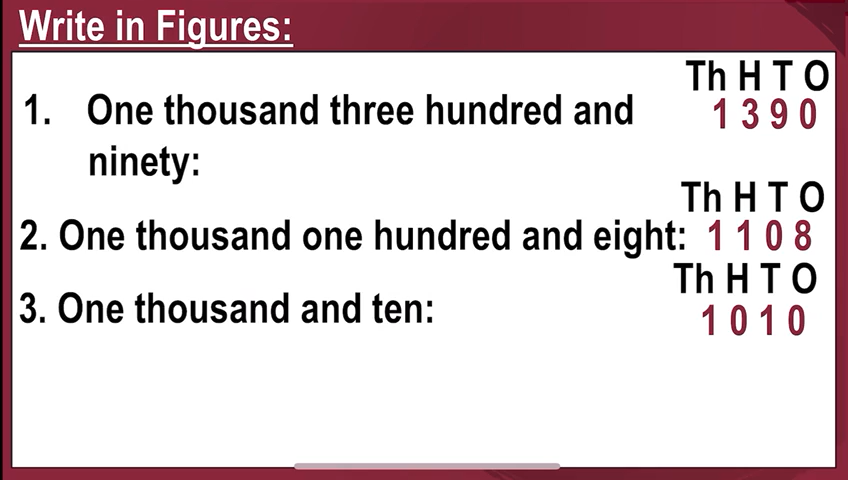 Write in Figures:
Th H T O
1. One thousand three hundred and
1 3 9 0
ninety:
Th H T O
2. One thousand one hundred and eight: 1 1 0 8
Th H T O
3. One thousand and ten: 1 0 1 0